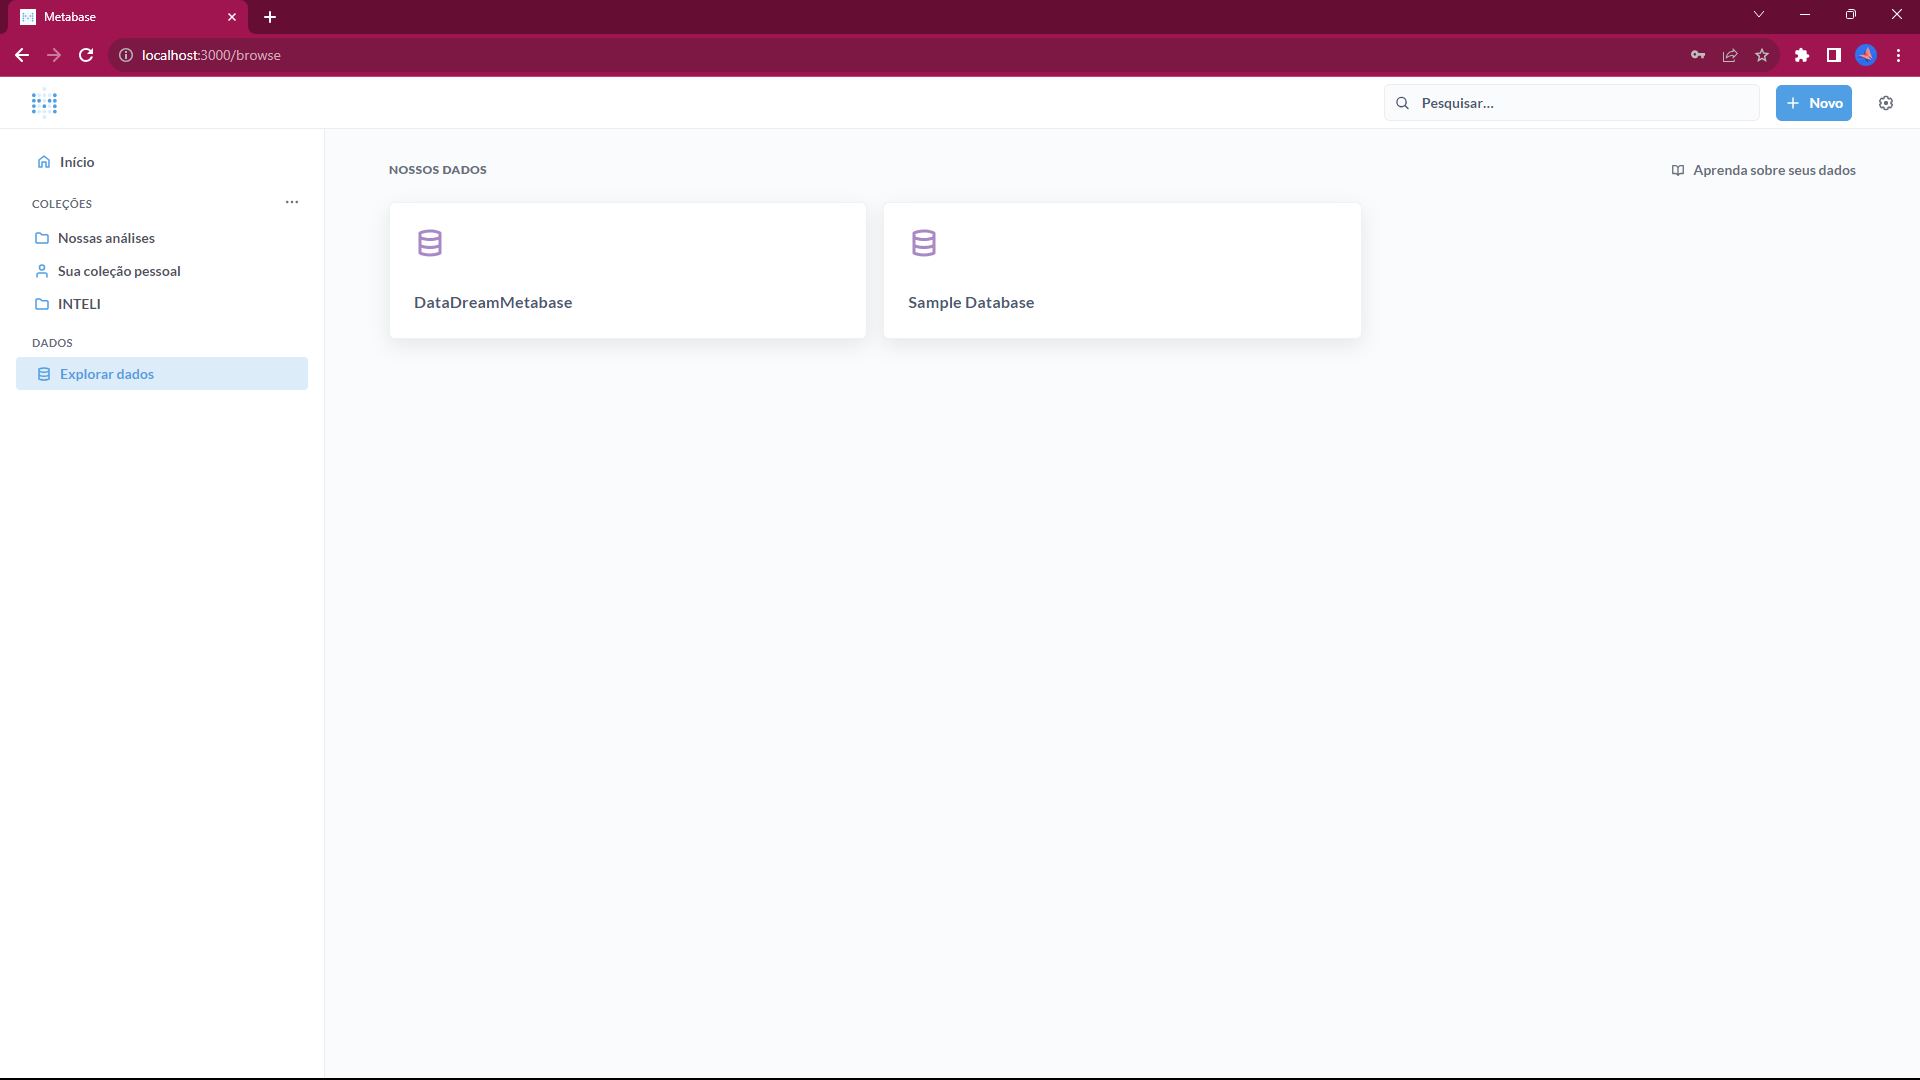 Metabase
localhost:3000/browse
Pesquisar...
Novo
Início
COLEÇÕES
Nossas análises
Sua coleção pessoal
INTELI
DADOS
Explorar dados
NOSSOS DADOS
Aprenda sobre seus dados
DataDreamMetabase
Sample Database